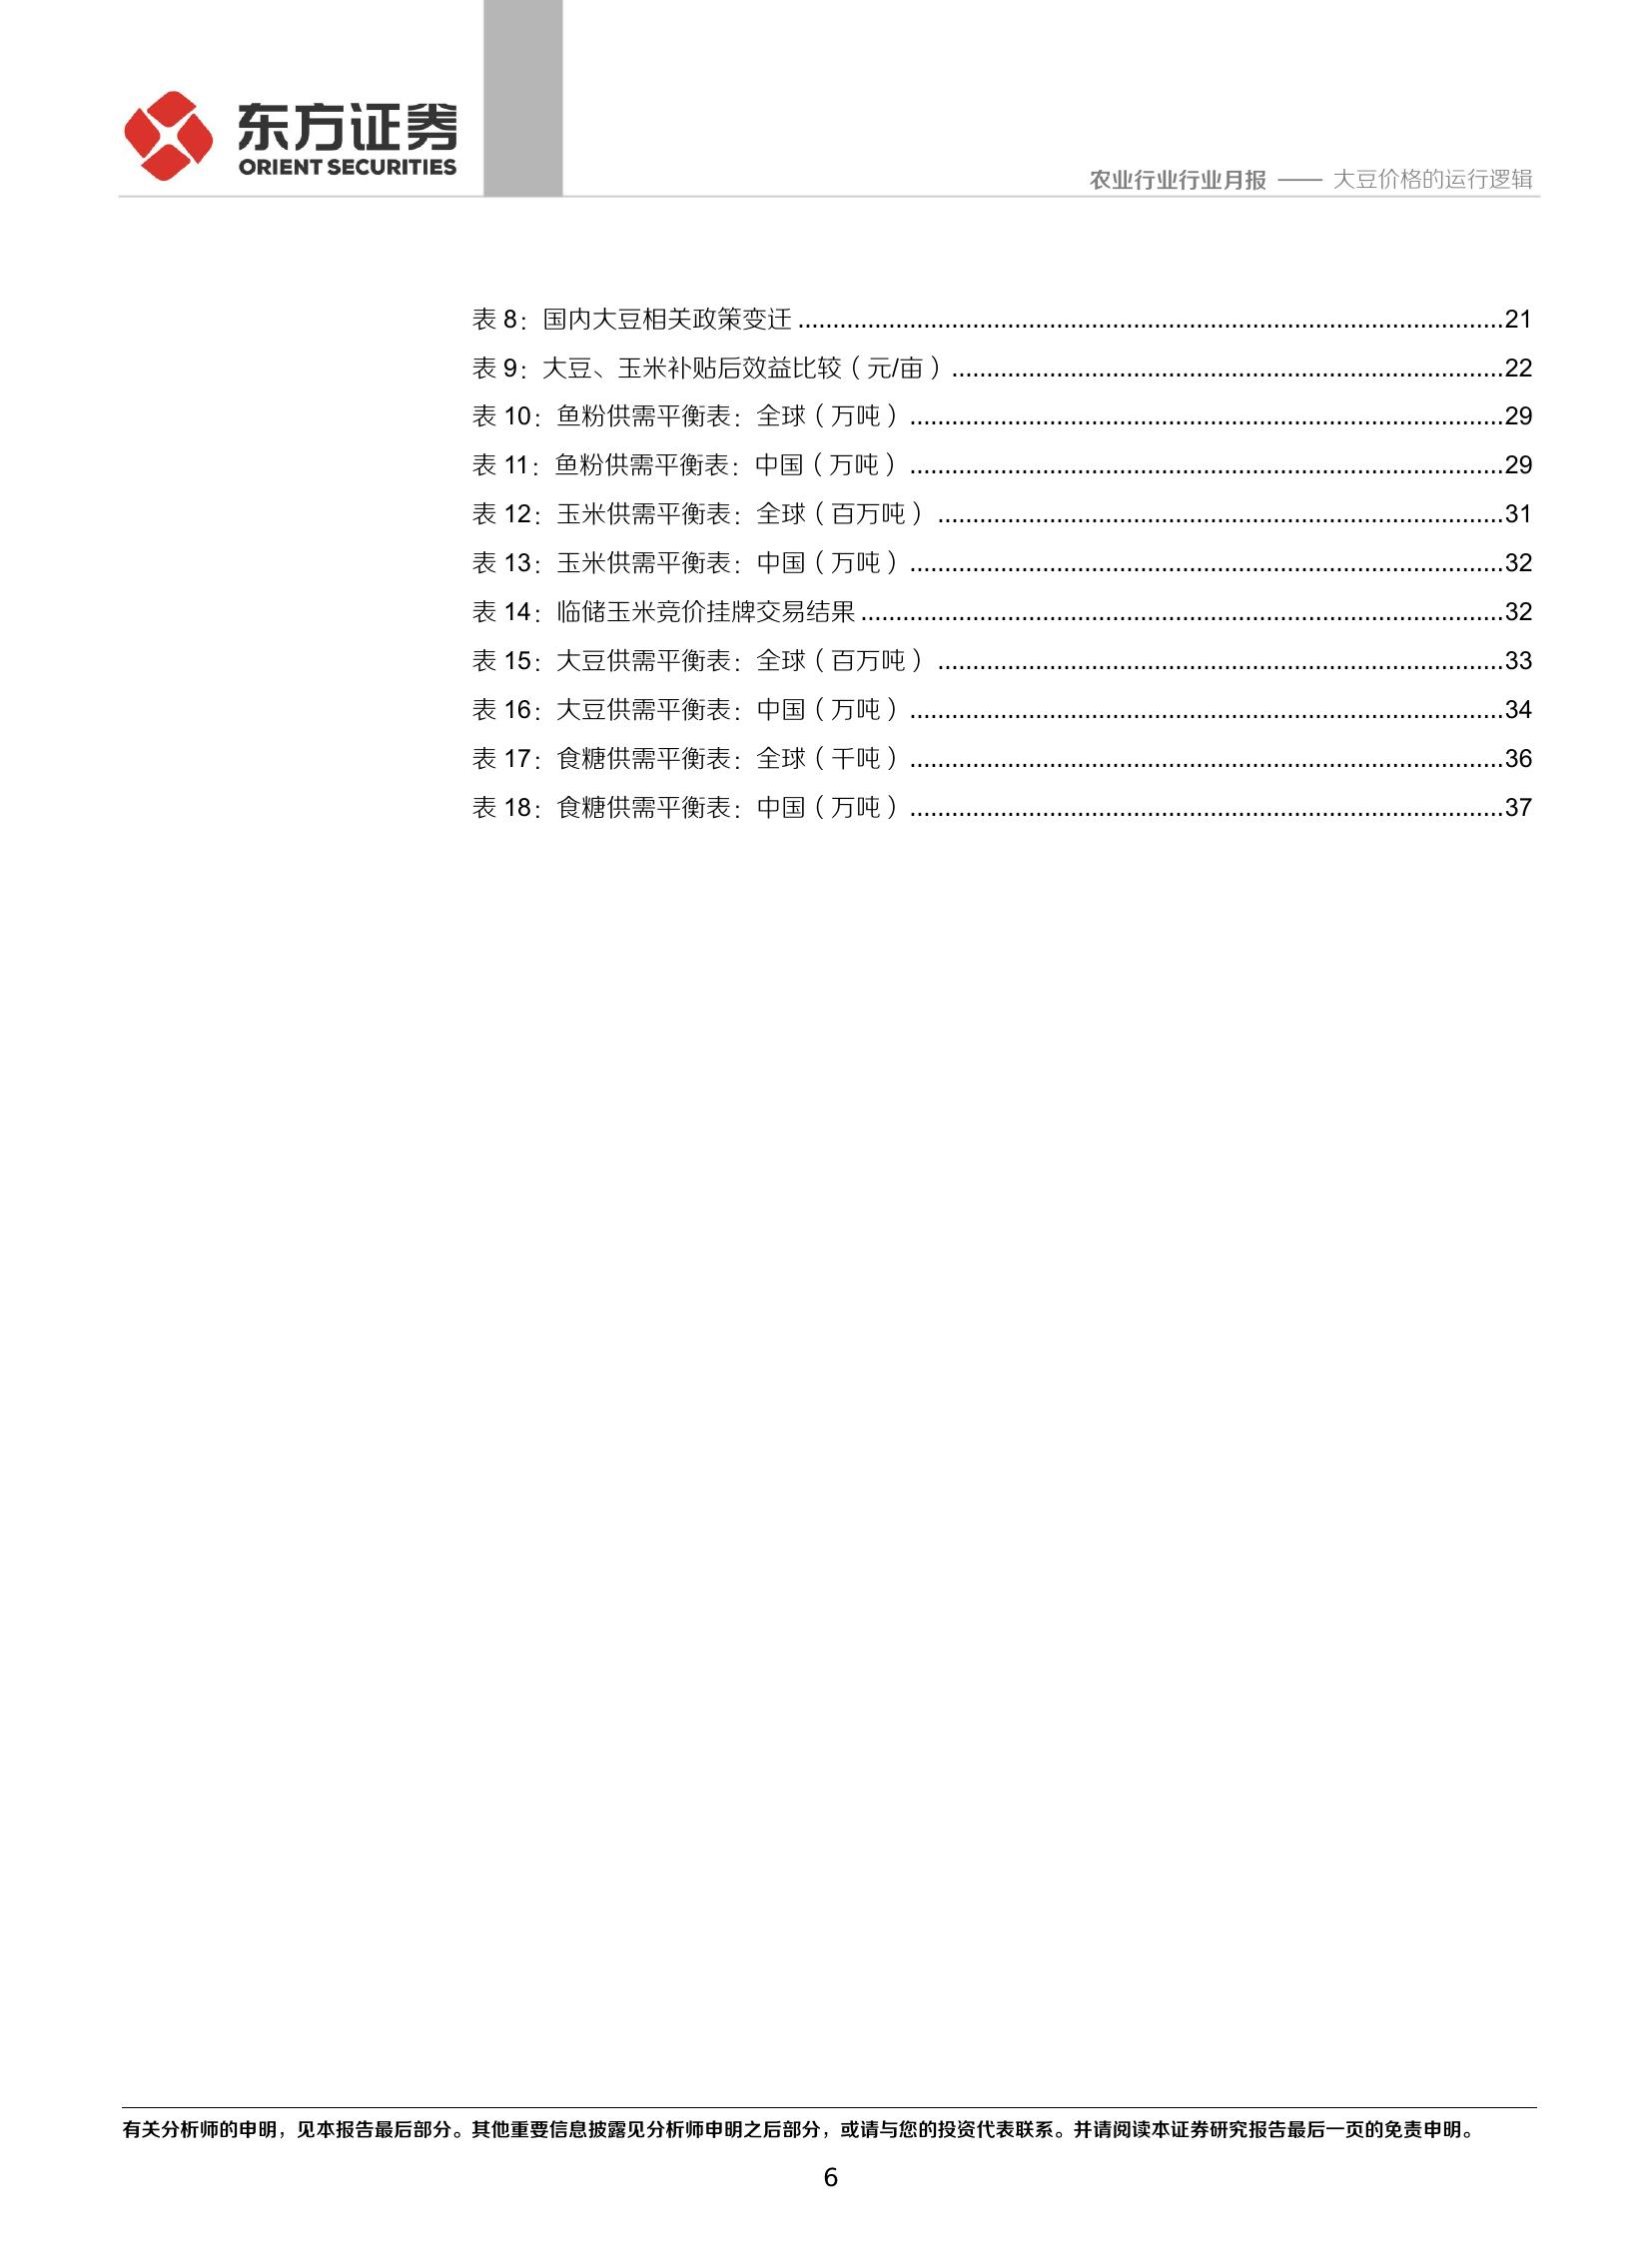 东方证券
ORIENT SECURITIES
农业行业行业月报 —— 大豆价格的运行逻辑
表 8：国内大豆相关政策变迁 ....................................................................................................21
表 9：大豆、玉米补贴后效益比较（元/亩）..............................................................................22
表 10：鱼粉供需平衡表：全球（万吨）....................................................................................29
表 11：鱼粉供需平衡表：中国（万吨）....................................................................................29
表 12：玉米供需平衡表：全球（百万吨）................................................................................31
表 13：玉米供需平衡表：中国（万吨）....................................................................................32
表 14：临储玉米竞价挂牌交易结果 ...........................................................................................32
表 15：大豆供需平衡表：全球（百万吨）................................................................................33
表 16：大豆供需平衡表：中国（万吨）....................................................................................34
表 17：食糖供需平衡表：全球（千吨）....................................................................................36
表 18：食糖供需平衡表：中国（万吨）....................................................................................37
有关分析师的申明，见本报告最后部分。其他重要信息披露见分析师申明之后部分，或请与您的投资代表联系。并请阅读本证券研究报告最后一页的免责申明。
6